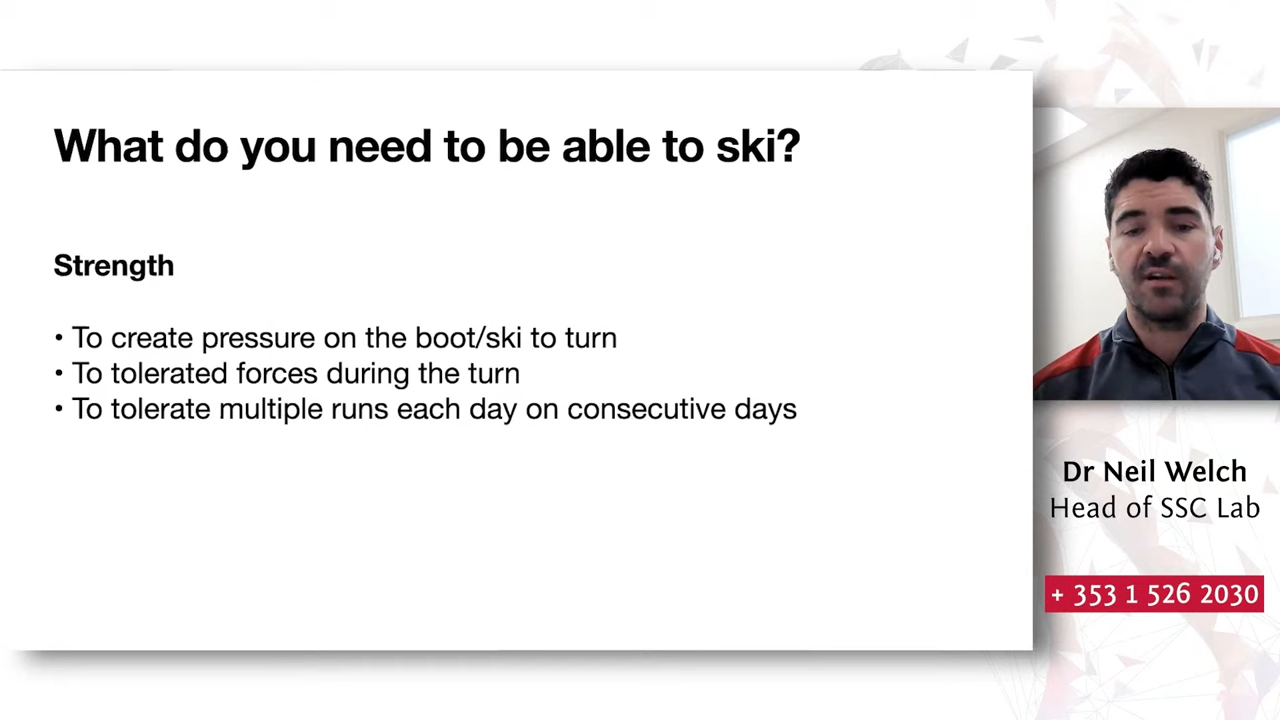 What do you need to be able to ski?
Strength
• To create pressure on the boot/ski to turn
• To tolerated forces during the turn
• To tolerate multiple runs each day on consecutive days
Dr Neil Welch
Head of SSC Lab
+ 353 1 526 2030